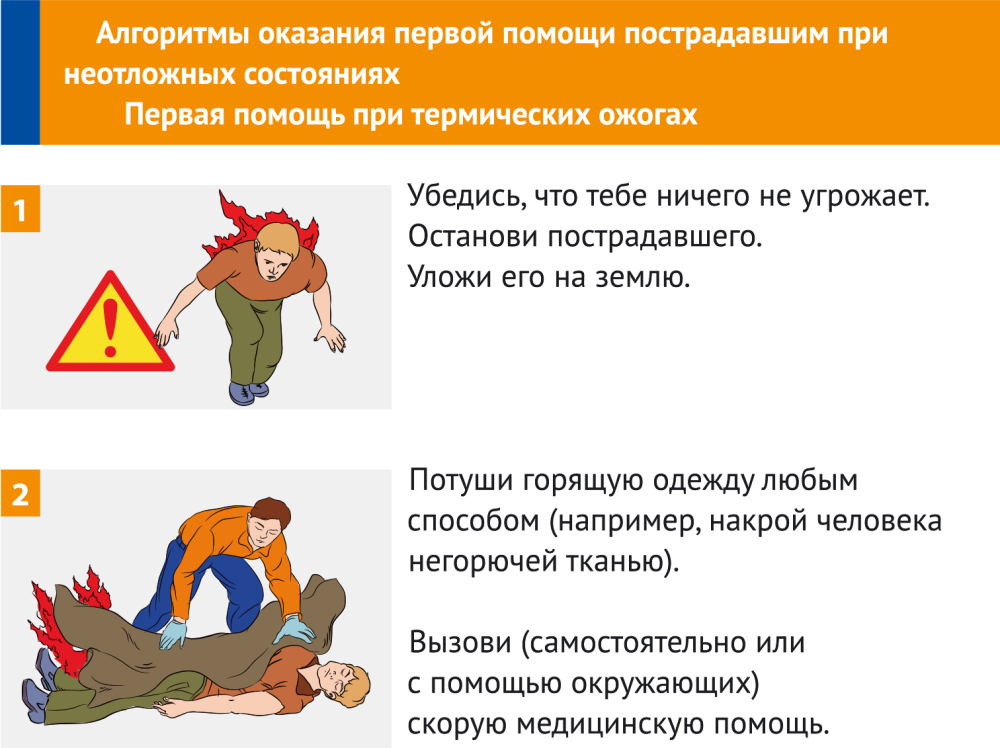 Алгоритмы оказания первой помощи пострадавшим при
неотложных состояниях
Первая помощь при термических ожогах
1
Убедись, что тебе ничего не угрожает.
Останови пострадавшего.
Уложи его на землю.
2
Потуши горящую одежду любым
способом (например, накрой человека
негорючей тканью).
Вызови (самостоятельно или
с помощью окружающих)
скорую медицинскую помощь.